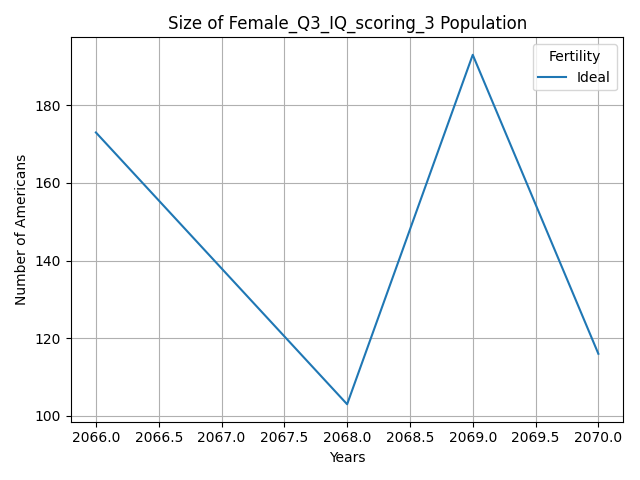 Size of Female_Q3_IQ_scoring_3 Population
Fertility
Ideal
180
160
140
120
100
Number of Americans
2066.0 2066.5 2067.0 2067.5 2068.0 2068.5 2069.0 2069.5 2070.0
Years